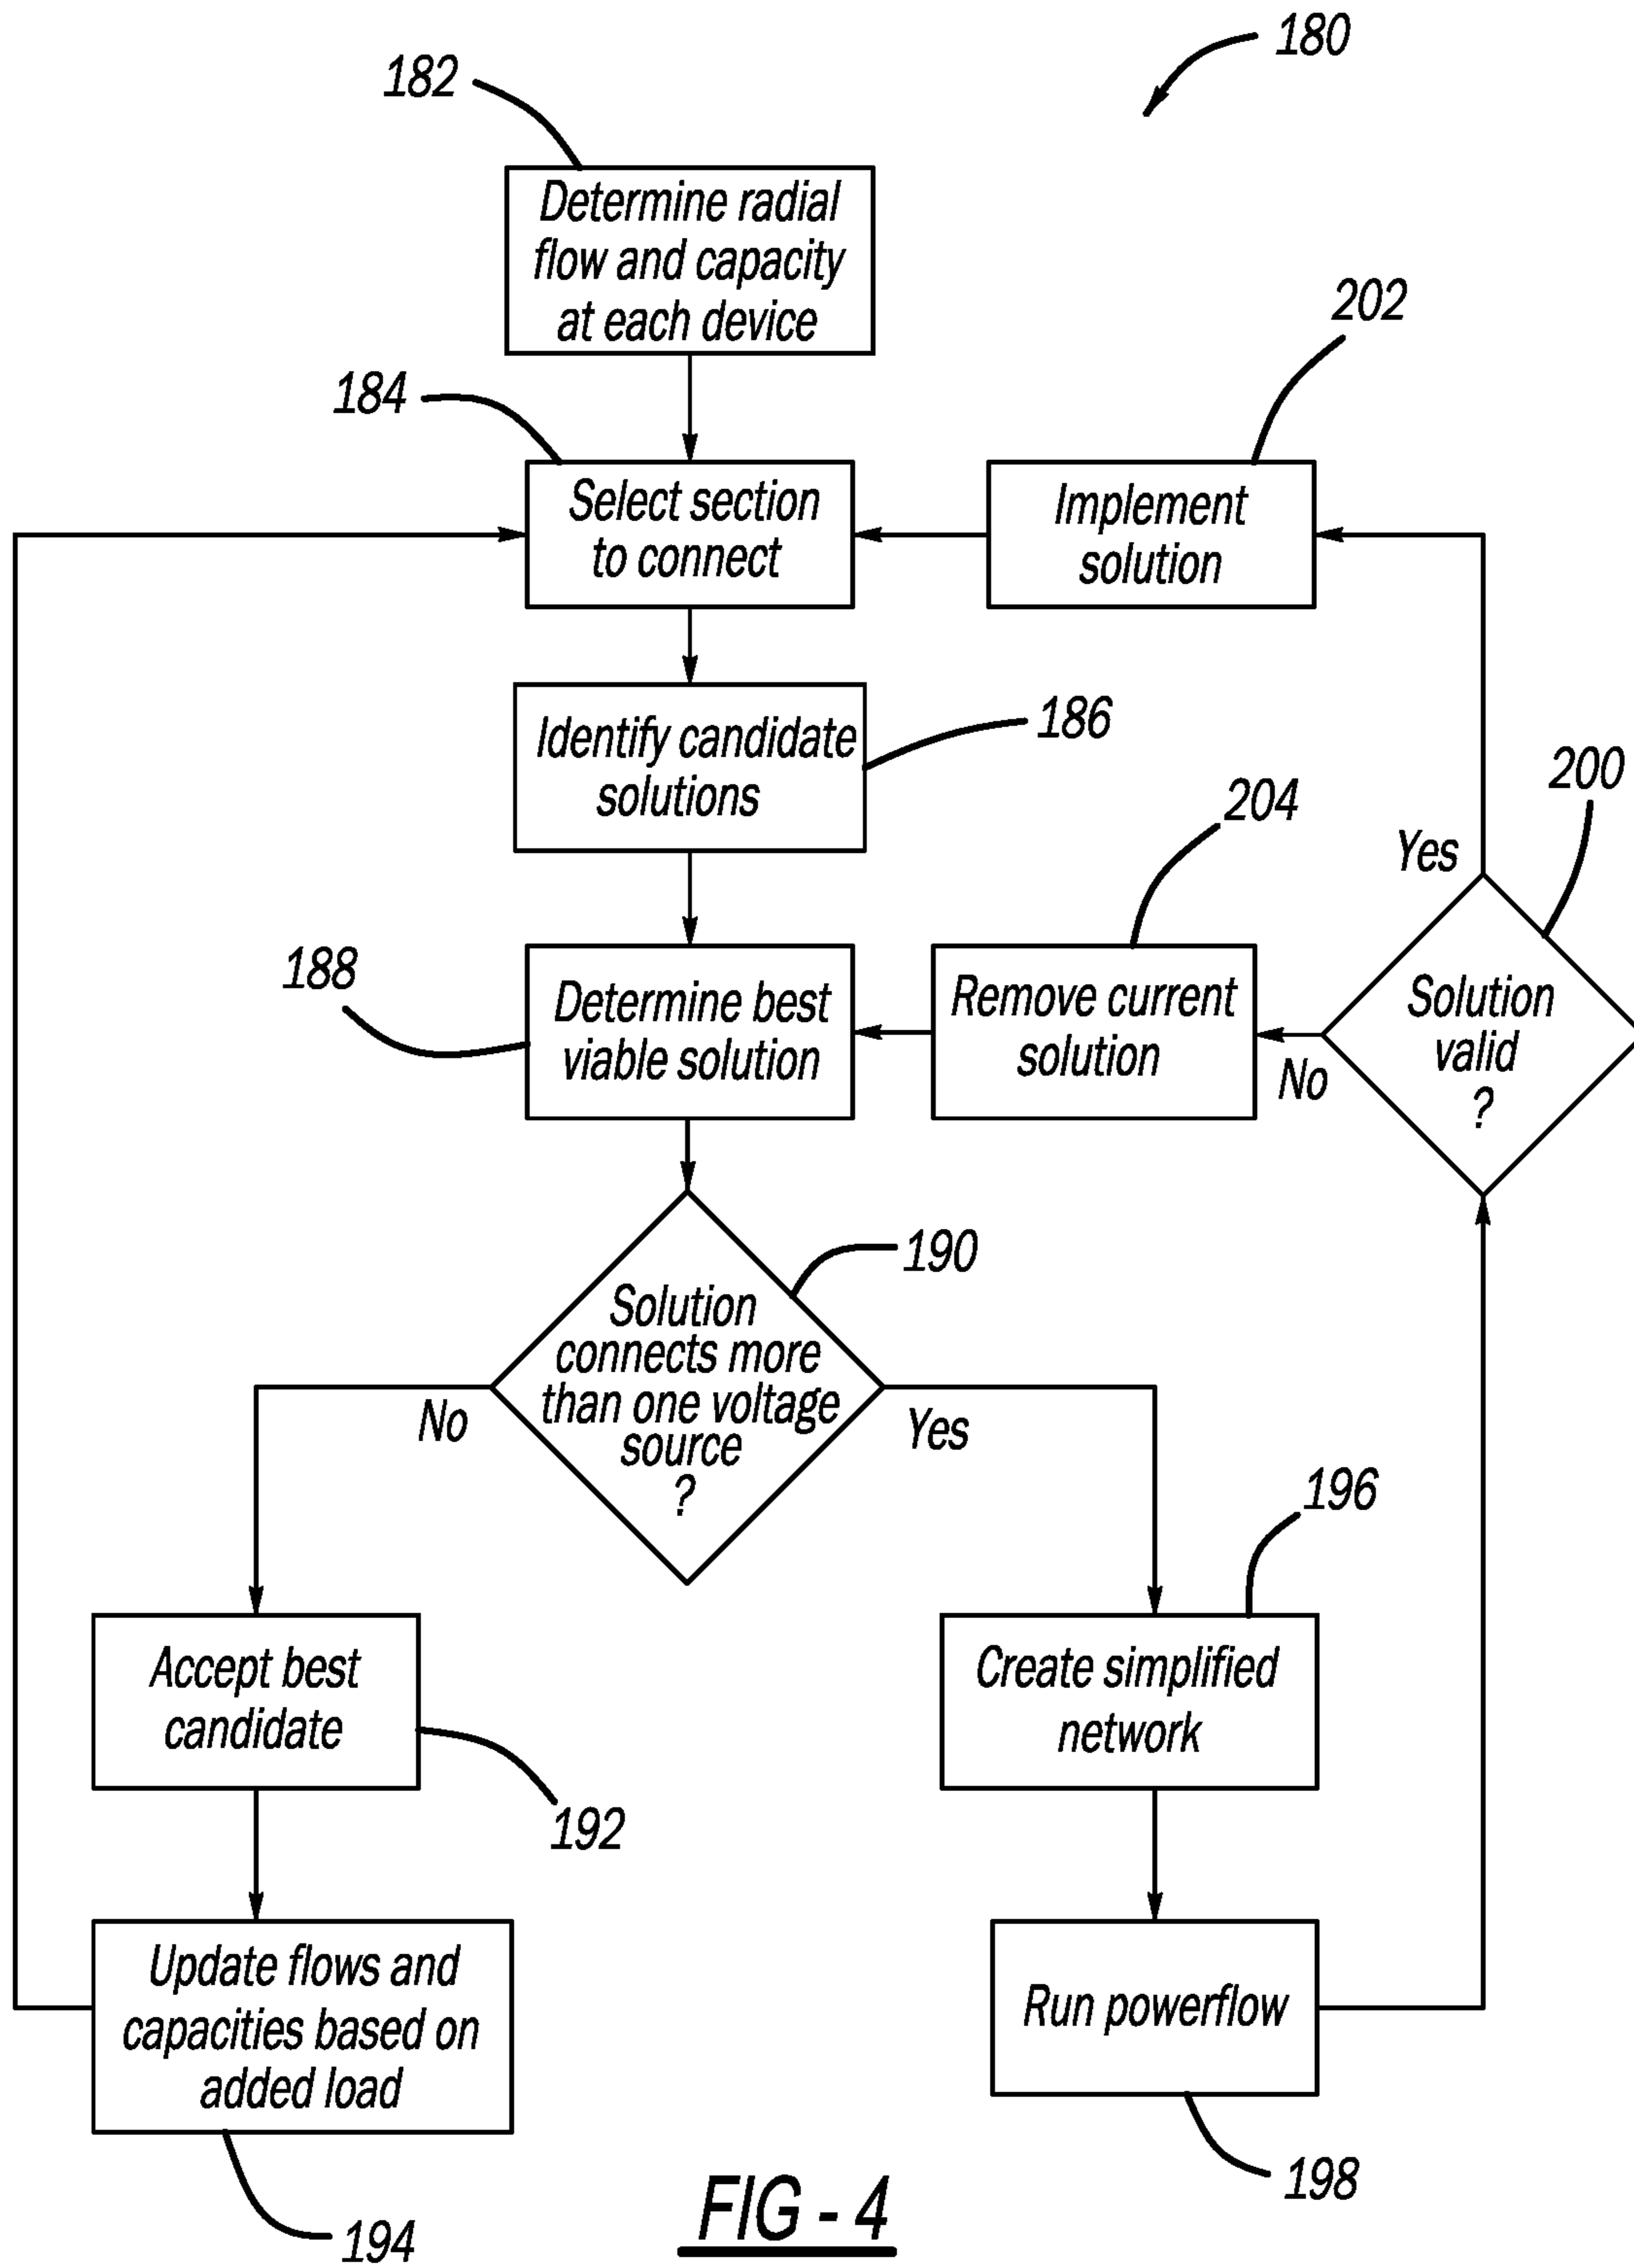 180
182
Determine radial
flow and capacity
at each device
202
184
Select section
to connect
Implement
solution
Identify candidate
solutions
186
200
204
Yes
188
Determine best
viable solution
Remove current
solution
Solution
valid
?
No
190
Solution
connects more
than one voltage
source
?
No
Yes
196
Accept best
candidate
Create simplified
network
192
Update flows and
capacities based on
added load
Run powerflow
198
194
FIG - 4